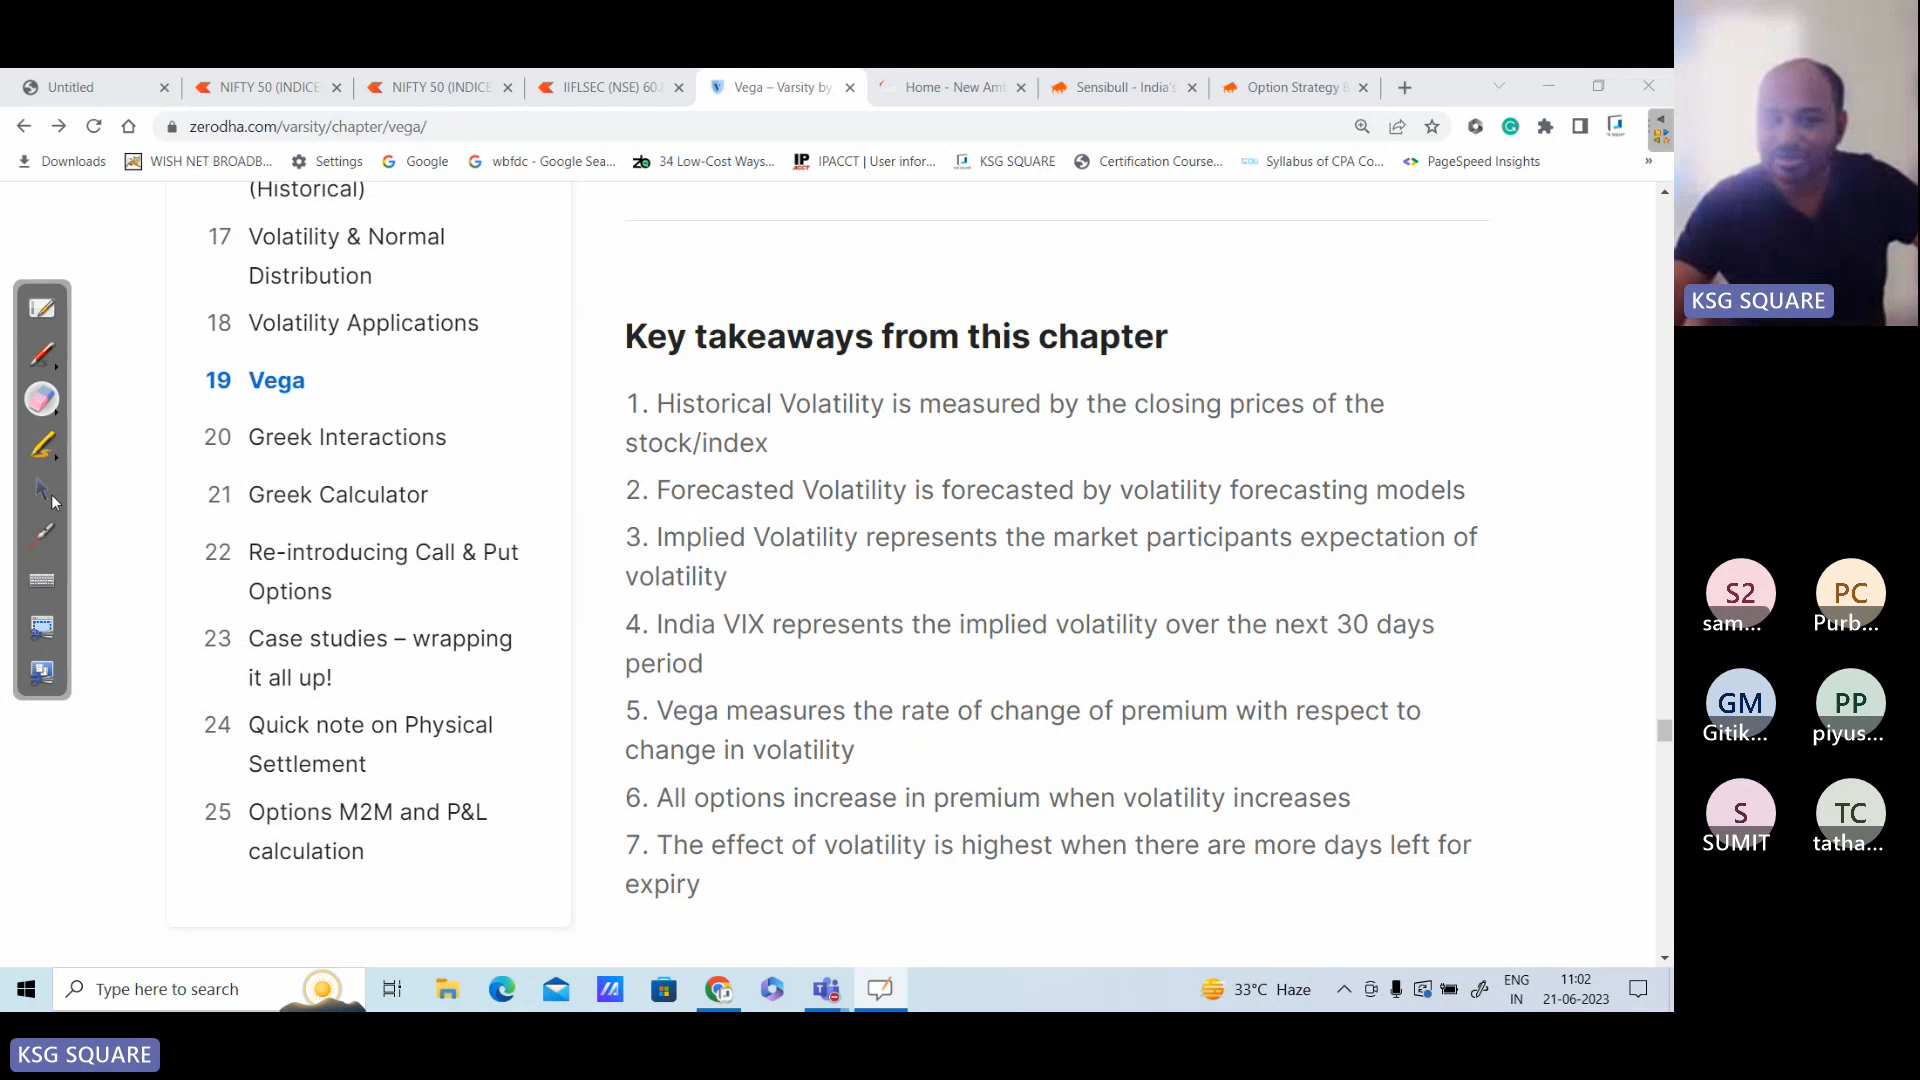 Untitled
NIFTY 50 (INDICE
NIFTY 50 (INDICE
IIFLSEC (NSE) 60.
Vega – Varsity by
Home - New Am
Sensibull - India's
Option Strategy B
zerodha.com/varsity/chapter/vega/
Downloads
WISH NET BROADB...
Settings
Google
wbfdc - Google Sea...
34 Low-Cost Ways...
IPACCT | User infor...
KSG SQUARE
Certification Course...
Syllabus of CPA Co...
PageSpeed Insights
»
(Historical)
17 Volatility & Normal
Distribution
18 Volatility Applications
19 Vega
20 Greek Interactions
21 Greek Calculator
22 Re-introducing Call & Put
Options
23 Case studies – wrapping
it all up!
24 Quick note on Physical
Settlement
25 Options M2M and P&L
calculation
Key takeaways from this chapter
1. Historical Volatility is measured by the closing prices of the
stock/index
2. Forecasted Volatility is forecasted by volatility forecasting models
3. Implied Volatility represents the market participants expectation of
volatility
4. India VIX represents the implied volatility over the next 30 days
period
5. Vega measures the rate of change of premium with respect to
change in volatility
6. All options increase in premium when volatility increases
7. The effect of volatility is highest when there are more days left for
expiry
KSG SQUARE
S2
sam...
PC
Purb...
GM
Gitik...
PP
piyus...
S
SUMIT
TC
tatha...
Type here to search
33°C Haze
ENG
IN
11:02
21-06-2023
KSG SQUARE